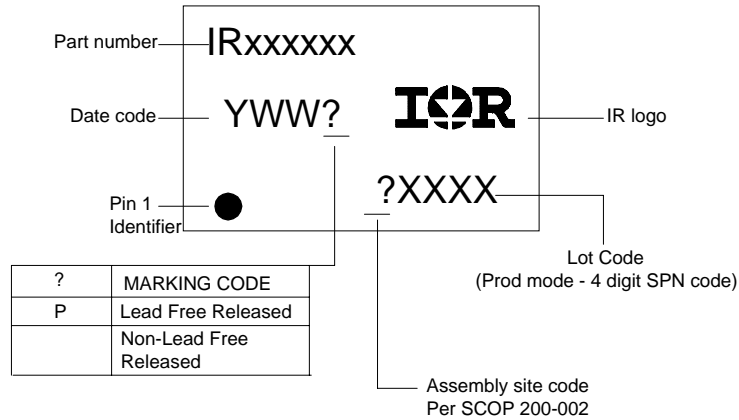 Part number
IRxxxxxx
Date code
YWW?
IOR
IR logo
Pin 1
Identifier
?XXXX
Lot Code
(Prod mode - 4 digit SPN code)
? MARKING CODE
P Lead Free Released
Non-Lead Free
Released
Assembly site code
Per SCOP 200-002